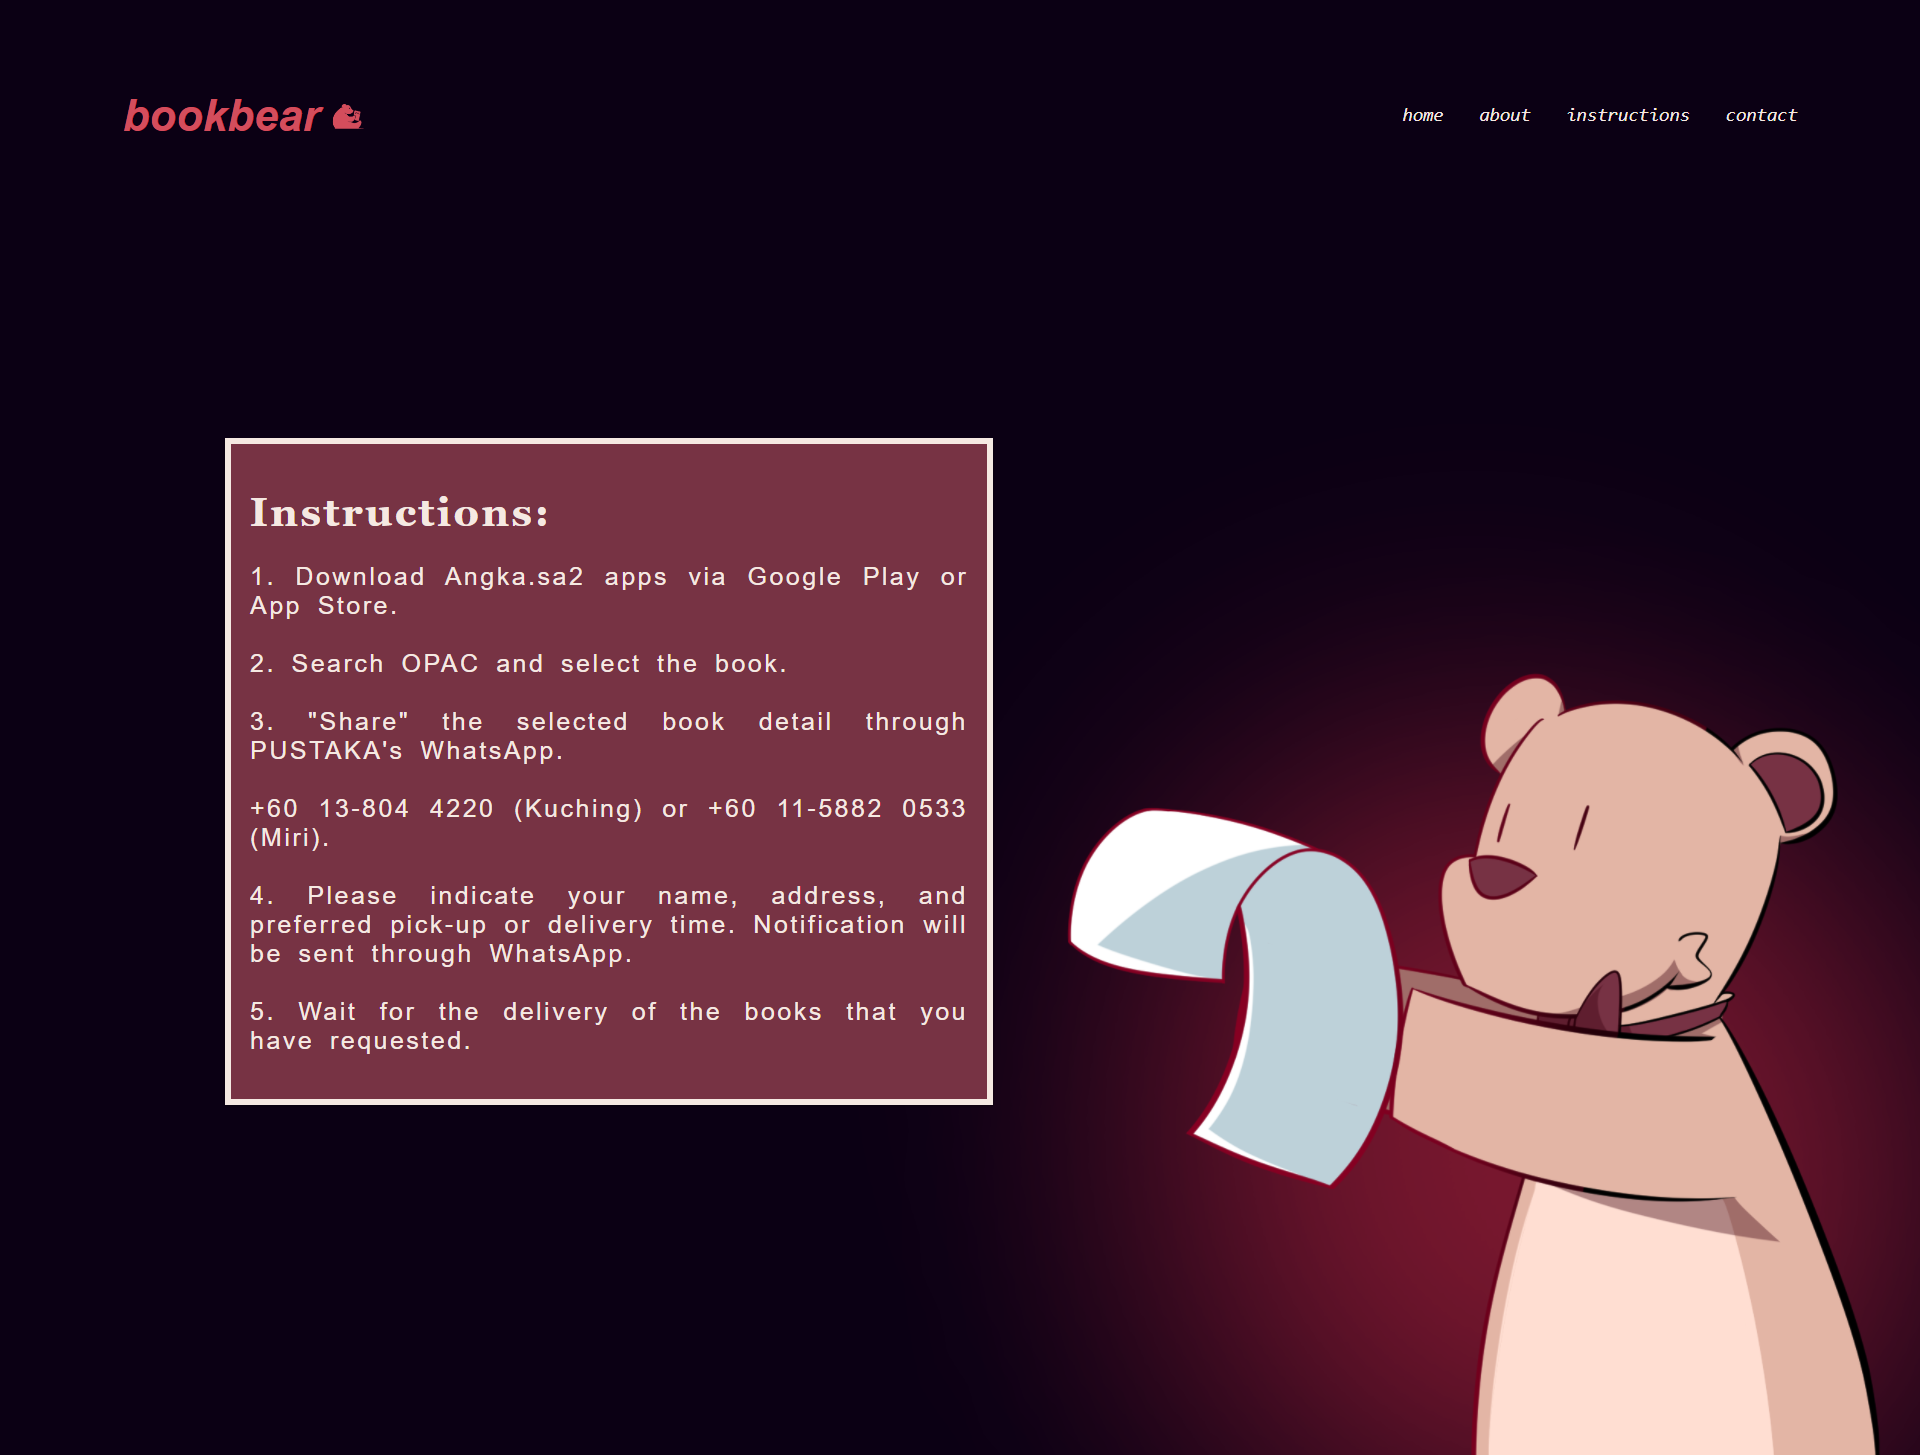 bookbear
home about instructions contact
Instructions:
1. Download Angka.sa2 apps via Google Play or
App Store.
2. Search OPAC and select the book.
3. "Share" the selected book detail through
PUSTAKA's WhatsApp.
+60 13-804 4220 (Kuching) or +60 11-5882 0533
(Miri).
4. Please indicate your name, address, and
preferred pick-up or delivery time. Notification will
be sent through WhatsApp.
5. Wait for the delivery of the books that you
have requested.